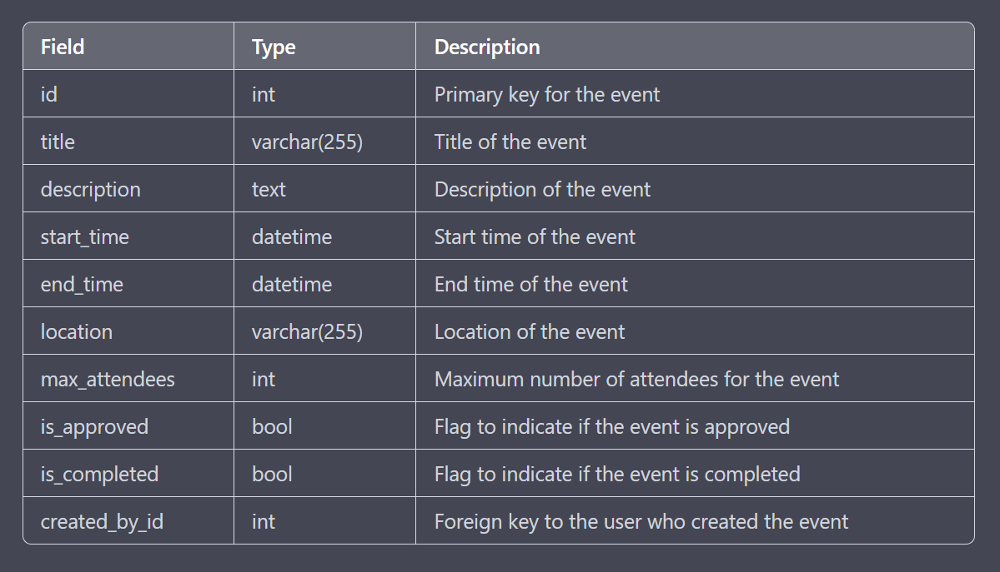 Field Type Description
id int Primary key for the event
title varchar(255) Title of the event
description text Description of the event
start_time datetime Start time of the event
end_time datetime End time of the event
location varchar(255) Location of the event
max_attendees int Maximum number of attendees for the event
is_approved bool Flag to indicate if the event is approved
is_completed bool Flag to indicate if the event is completed
created_by_id int Foreign key to the user who created the event